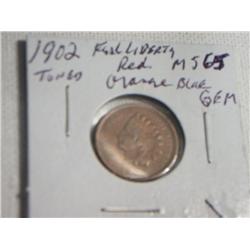 1902 Full LIBERTY
Toned Red MS65
Orange Blue
GEM